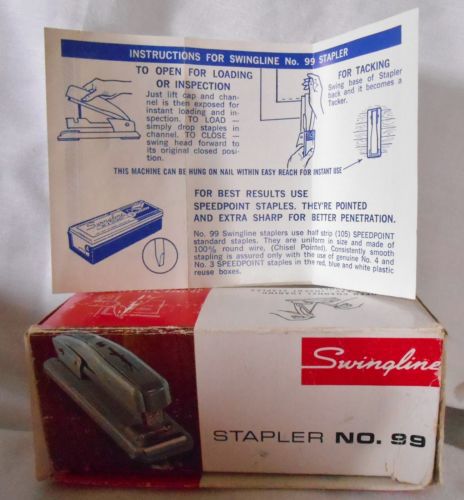 INSTRUCTIONS FOR SWINGLINE No. 99 STAPLER
TO OPEN FOR LOADING
OR INSPECTION
Just lift cap and chan-
nel is then exposed for
instant loading and in-
spection. TO LOAD —
simply drop staples in
channel. TO CLOSE —
swing head forward to
its original closed posi-
tion.
FOR TACKING
Swing base of Stapler
back and it becomes a
Tacker.
THIS MACHINE CAN BE HUNG ON NAIL WITHIN EASY REACH FOR INSTANT USE
Swingline
FOR BEST RESULTS USE
SPEEDPOINT STAPLES. THEY'RE POINTED
AND EXTRA SHARP FOR BETTER PENETRATION.
No. 99 Swingline staplers use half strip (105) SPEEDPOINT
standard staples. They are uniform in size and made of
100% round wire, (Chisel Pointed). Consistently smooth
stapling is assured only with the use of genuine No. 4 and
No. 3 SPEEDPOINT staples in the red, blue and white plastic
reuse boxes.
Swingline
STAPLER NO. 99